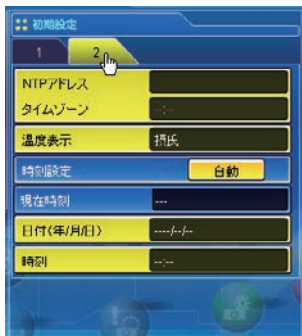 初期設定
1 2
NTPアドレス
タイムゾーン --:--
温度表示 摂氏
時刻設定 自動
現在時刻 ---
日付(年/月/日) ----/--/--
時刻 --:--